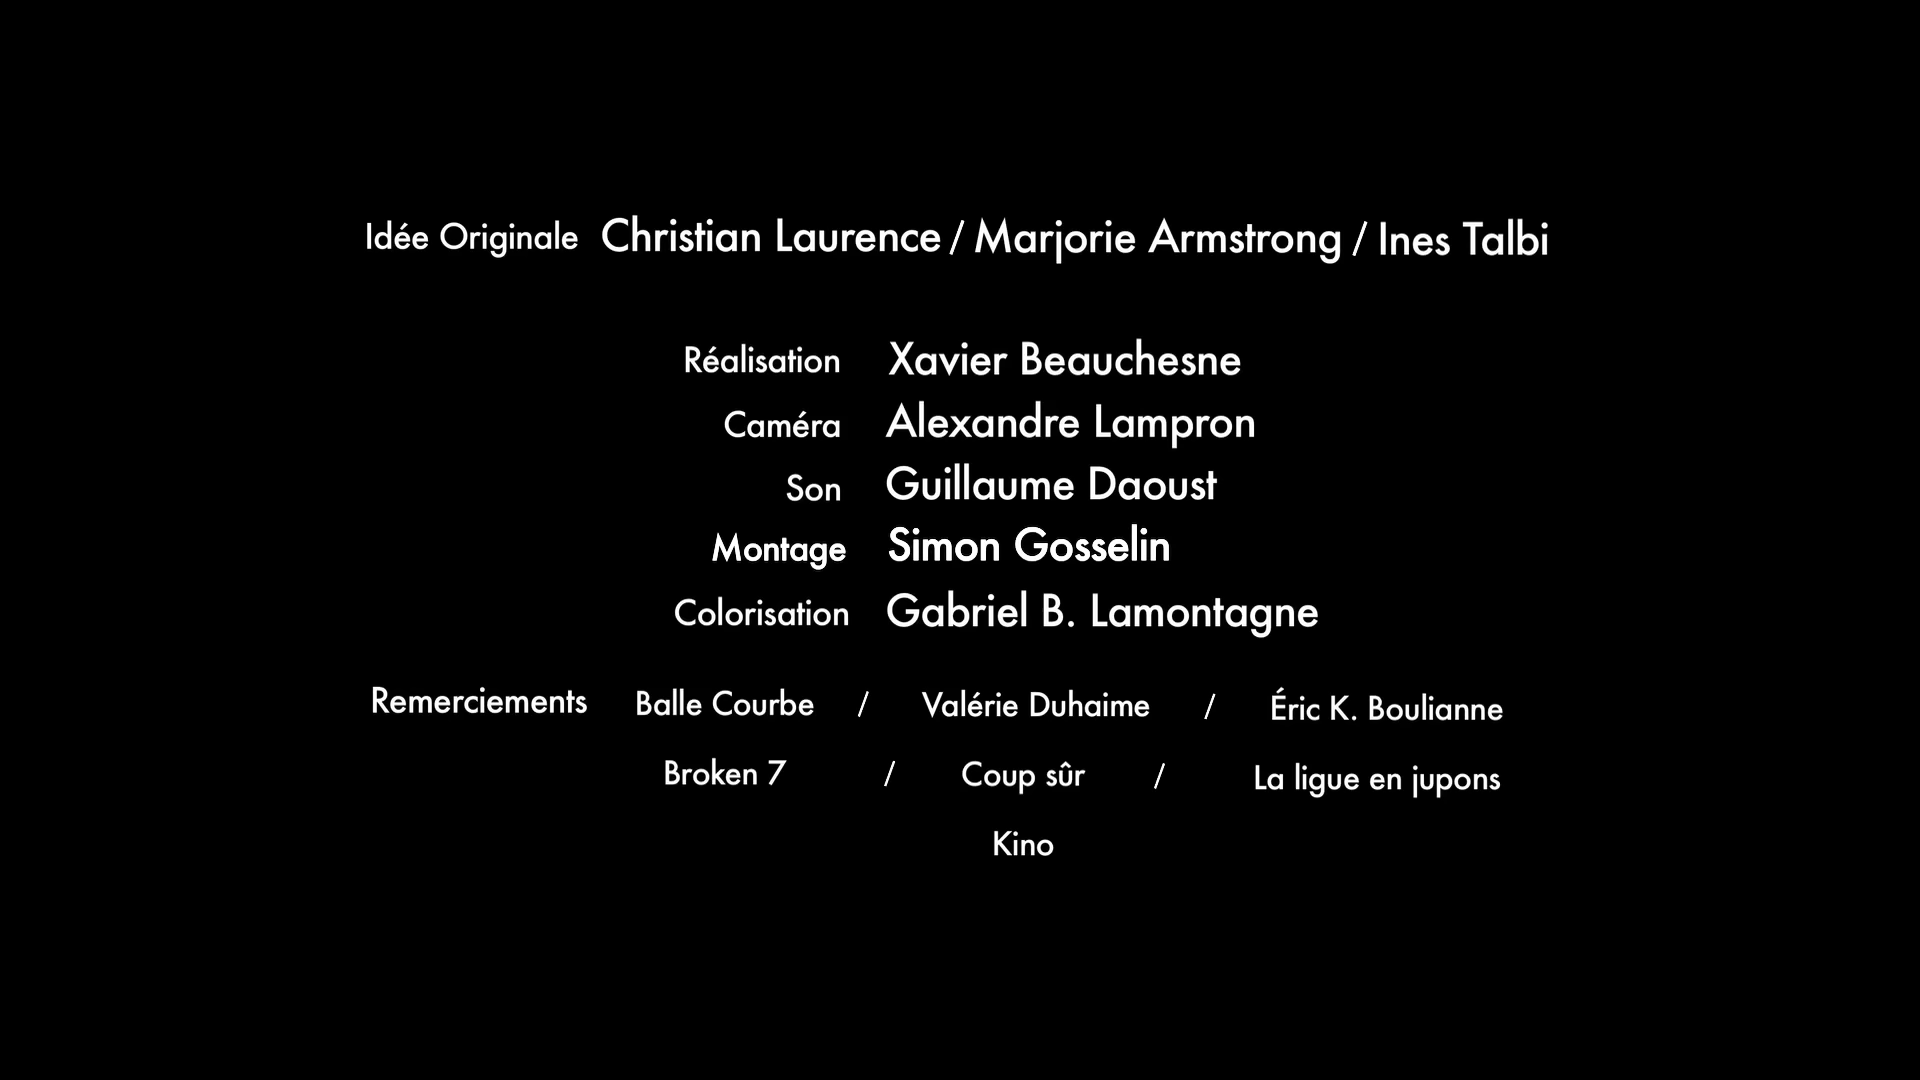 Idée Originale Christian Laurence / Marjorie Armstrong / Ines Talbi
Réalisation Xavier Beauchesne
Caméra Alexandre Lampron
Son Guillaume Daoust
Montage Simon Gosselin
Colorisation Gabriel B. Lamontagne
Remerciements Balle Courbe / Valérie Duhaime / Éric K. Boulianne
Broken 7 / Coup sûr / La ligue en jupons
Kino